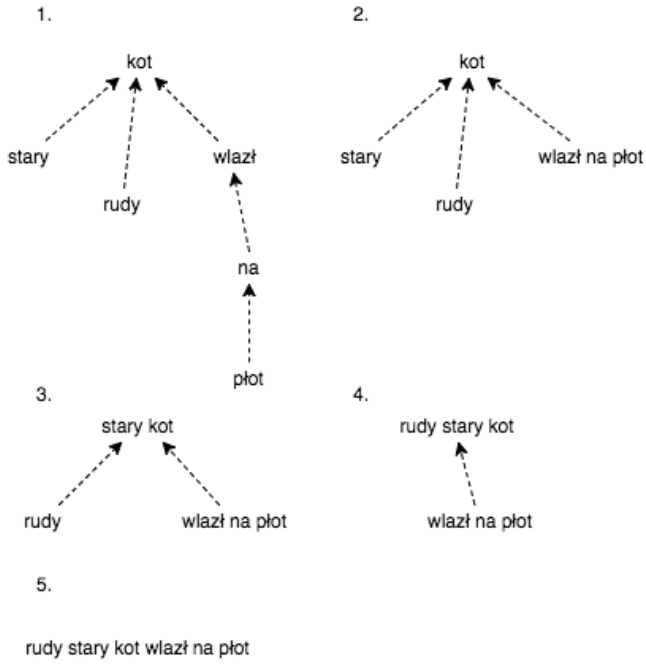 1.
kot
stary
wlazł
rudy
na
płot
2.
kot
stary
wlazł na płot
rudy
3.
stary kot
rudy
wlazł na płot
4.
rudy stary kot
wlazł na płot
5.
rudy stary kot wlazł na płot